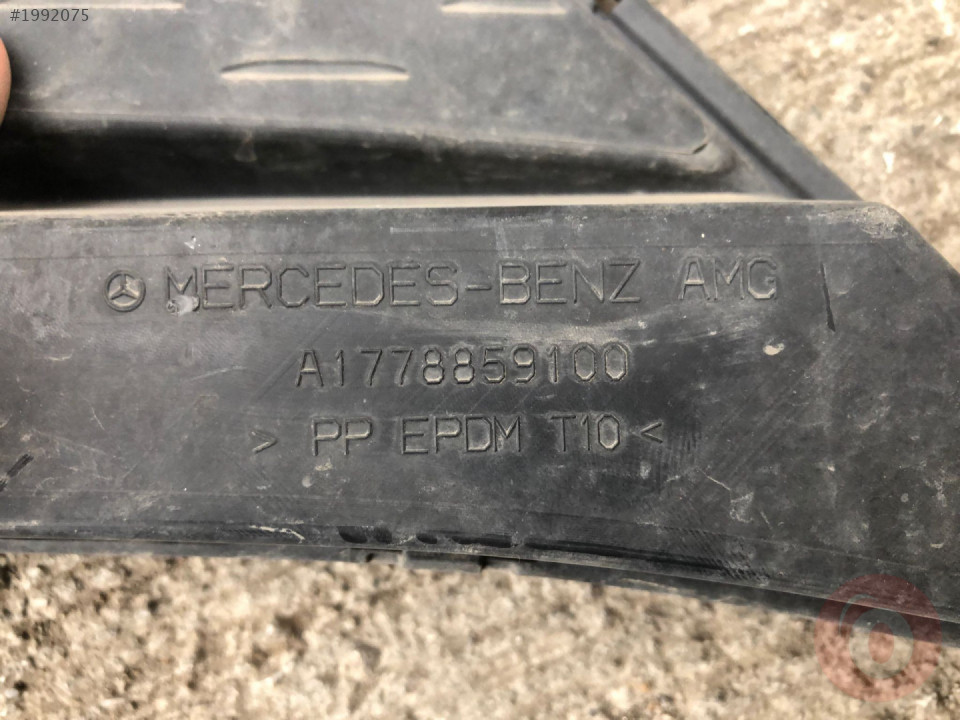 #1992075
MERCEDES-BENZ AMG
A1778859100
> PP EPDM T10 <